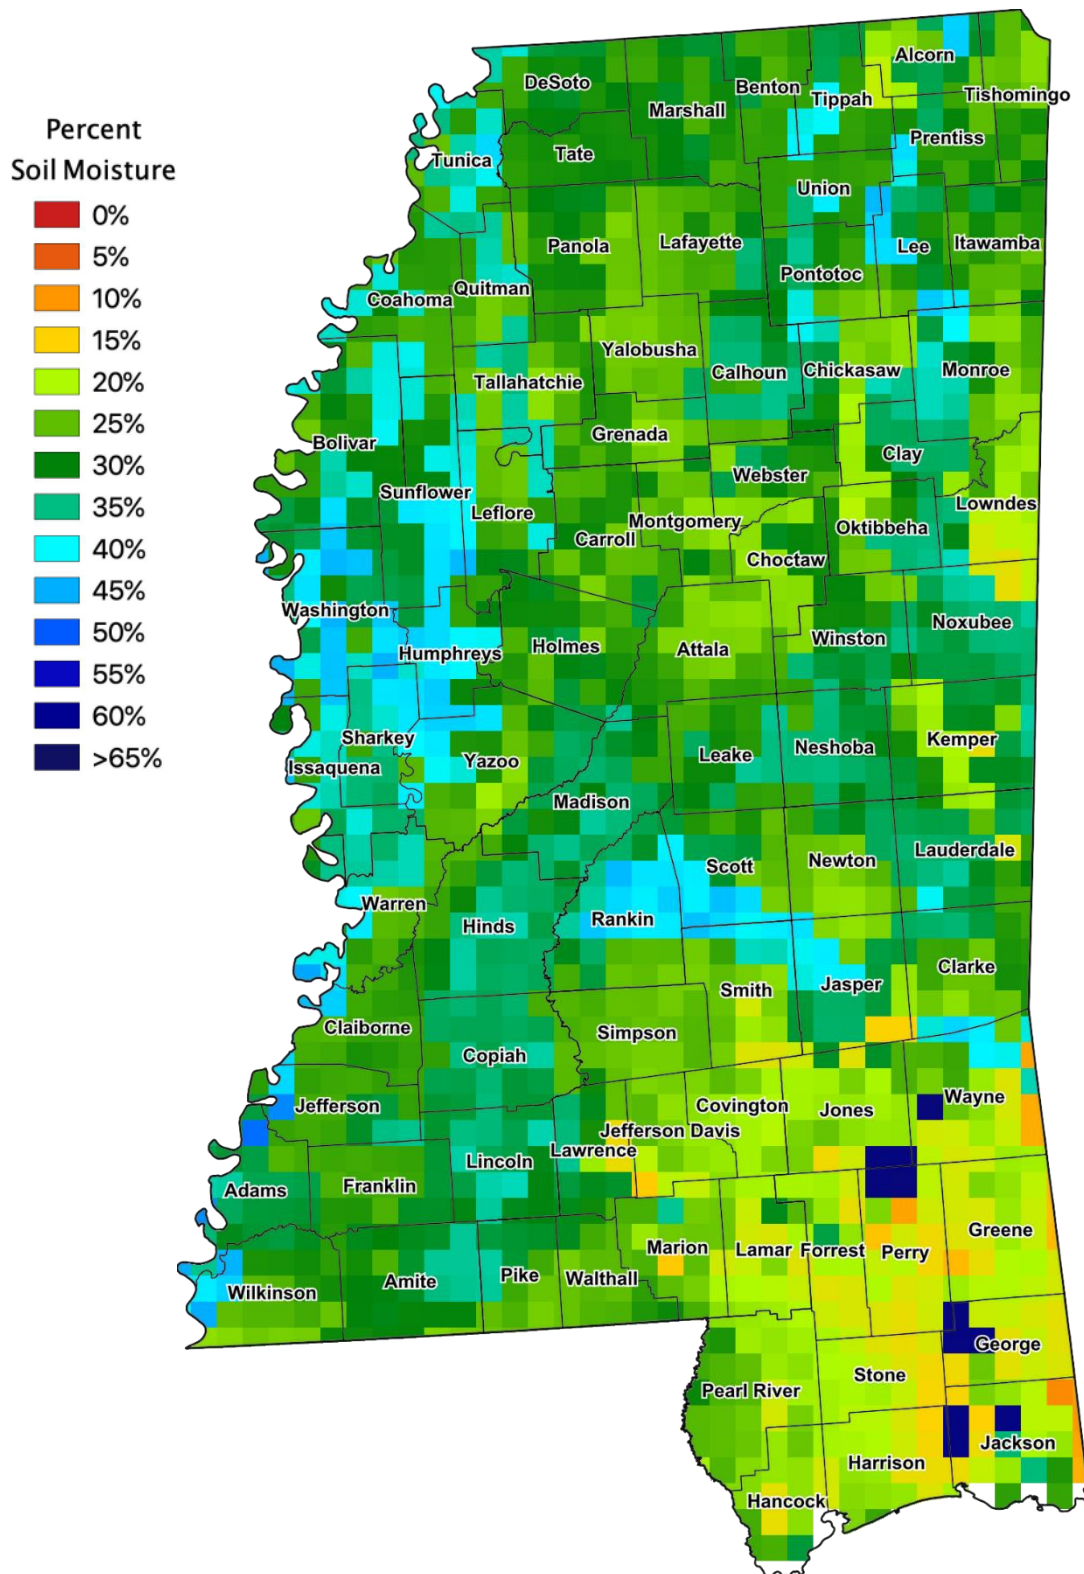 Percent
Soil Moisture
0%
5%
10%
15%
20%
25%
30%
35%
40%
45%
50%
55%
60%
>65%
Alcorn
DeSoto
Benton
Tippah
Tishomingo
Marshall
Prentiss
Tunica
Tate
Union
Panola
Lafayette
Lee
Itawamba
Pontotoc
Quitman
Coahoma
Yalobusha
Calhoun
Chickasaw
Monroe
Tallahatchie
Bolivar
Grenada
Clay
Webster
Sunflower
Leflore
Montgomery
Oktibbeha
Lowndes
Carroll
Choctaw
Washington
Noxubee
Humphreys
Holmes
Attala
Winston
Sharkey
Kemper
Issaquena
Yazoo
Leake
Neshoba
Madison
Lauderdale
Scott
Newton
Warren
Hinds
Rankin
Clarke
Smith
Jasper
Claiborne
Simpson
Copiah
Jefferson
Covington
Jones
Wayne
Jefferson Davis
Lawrence
Lincoln
Adams
Franklin
Greene
Marion
Lamar
Forrest
Perry
Wilkinson
Amite
Pike
Walthall
George
Stone
Pearl River
Jackson
Harrison
Hancock